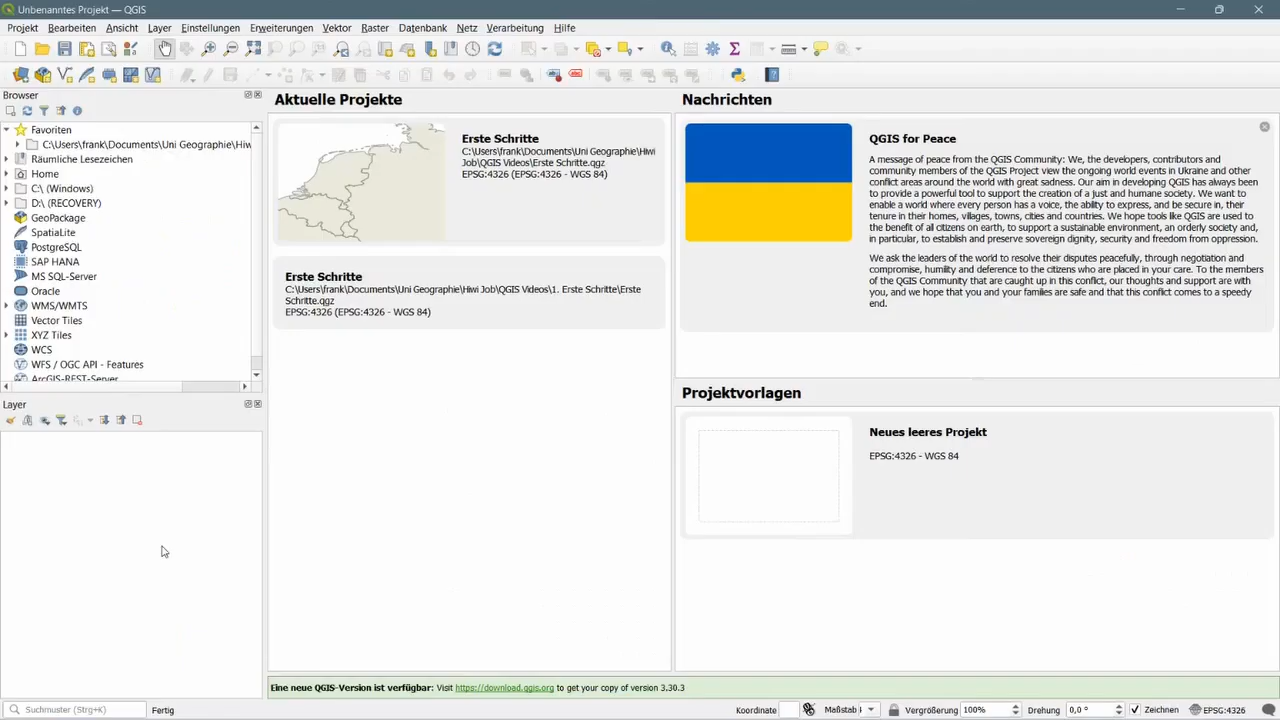 Unbenanntes Projekt — QGIS
Projekt Bearbeiten Ansicht Layer Einstellungen Erweiterungen Vektor Raster Datenbank Netz Verarbeitung Hilfe
Browser
Favoriten
C:\Users\frank\Documents\Uni Geographie\Hiw
Räumliche Lesezeichen
Home
C:\ (Windows)
D:\ (RECOVERY)
GeoPackage
SpatiaLite
PostgreSQL
SAP HANA
MS SQL-Server
Oracle
WMS/WMTS
Vector Tiles
XYZ Tiles
WCS
WFS / OGC API - Features
ArcGIS-REST-Server
Layer
Aktuelle Projekte
Erste Schritte
C:\Users\frank\Documents\Uni Geographie\Hiwi
Job\QGIS Videos\Erste Schritte.qgz
EPSG:4326 (EPSG:4326 - WGS 84)
Erste Schritte
C:\Users\frank\Documents\Uni Geographie\Hiwi Job\QGIS Videos\1. Erste Schritte\Erste
Schritte.qgz
EPSG:4326 (EPSG:4326 - WGS 84)
Nachrichten
QGIS for Peace
A message of peace from the QGIS Community: We, the developers, contributors and
community members of the QGIS Project view the ongoing world events in Ukraine and other
conflict areas around the world with great sadness. Our aim in developing QGIS has always been
to provide a powerful tool to support the creation of a just and humane society. We want to
enable a world where every person has a voice, the ability to express, and be secure in, their
tenure in their homes, villages, towns, cities and countries. We hope tools like QGIS are used to
the benefit of all citizens on earth, to support a sustainable environment, an orderly society and,
in particular, to establish and preserve sovereign dignity, security and freedom from oppression.
We ask the leaders of the world to resolve their disputes peacefully, through negotiation and
compromise, humility and deference to the citizens who are placed in your care. To the members
of the QGIS Community that are caught up in this conflict, our thoughts and support are with
you, and we hope that you and your families are safe and that this conflict comes to a speedy
end.
Projektvorlagen
Neues leeres Projekt
EPSG:4326 - WGS 84
Eine neue QGIS-Version ist verfügbar: Visit https://download.qgis.org to get your copy of version 3.30.3
Suchmuster (Strg+K) Fertig Koordinate Maßstab Vergrößerung 100% Drehung 0,0 ° Zeichnen EPSG:4326